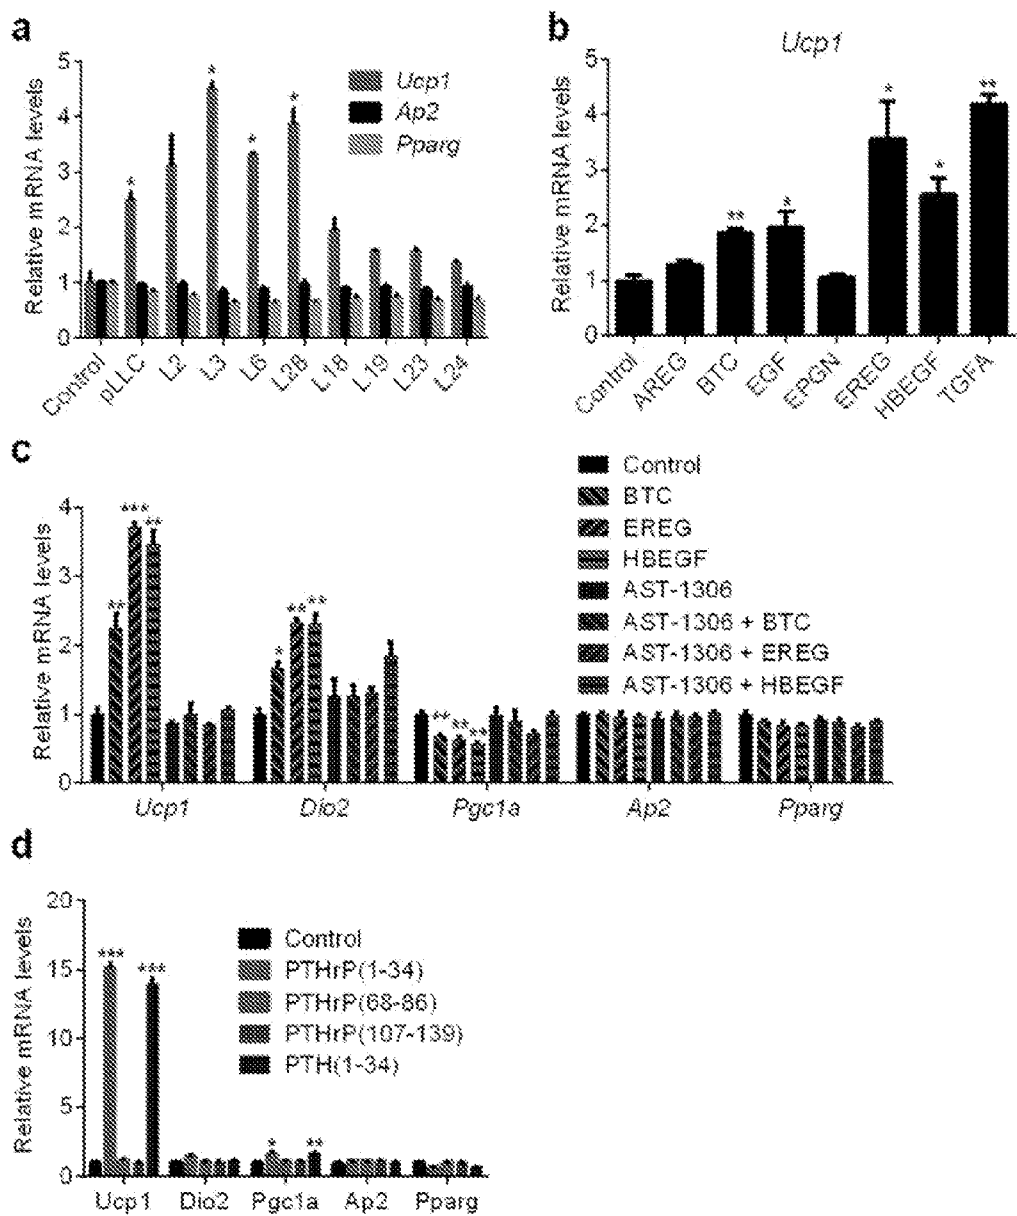 a
5
4
3
2
1
0
Relative mRNA levels
Ucp1
Ap2
Pparg
*
*
*
*
Control
pLLC
L2
L3
L6
L28
L18
L19
L23
L24
b
Ucp1
5
4
3
2
1
0
Relative mRNA levels
**
*
*
*
**
Control
AREG
BTC
EGF
EPGN
EREG
HBEGF
TGFA
c
4
3
2
1
0
Relative mRNA levels
**
***
**
*
**
**
**
**
**
Ucp1
Dio2
Pgc1a
Ap2
Pparg
Control
BTC
EREG
HBEGF
AST-1306
AST-1306 + BTC
AST-1306 + EREG
AST-1306 + HBEGF
d
20
15
10
5
0
Relative mRNA levels
***
***
*
**
Control
PTHrP(1-34)
PTHrP(68-86)
PTHrP(107-139)
PTH(1-34)
Ucp1
Dio2
Pgc1a
Ap2
Pparg